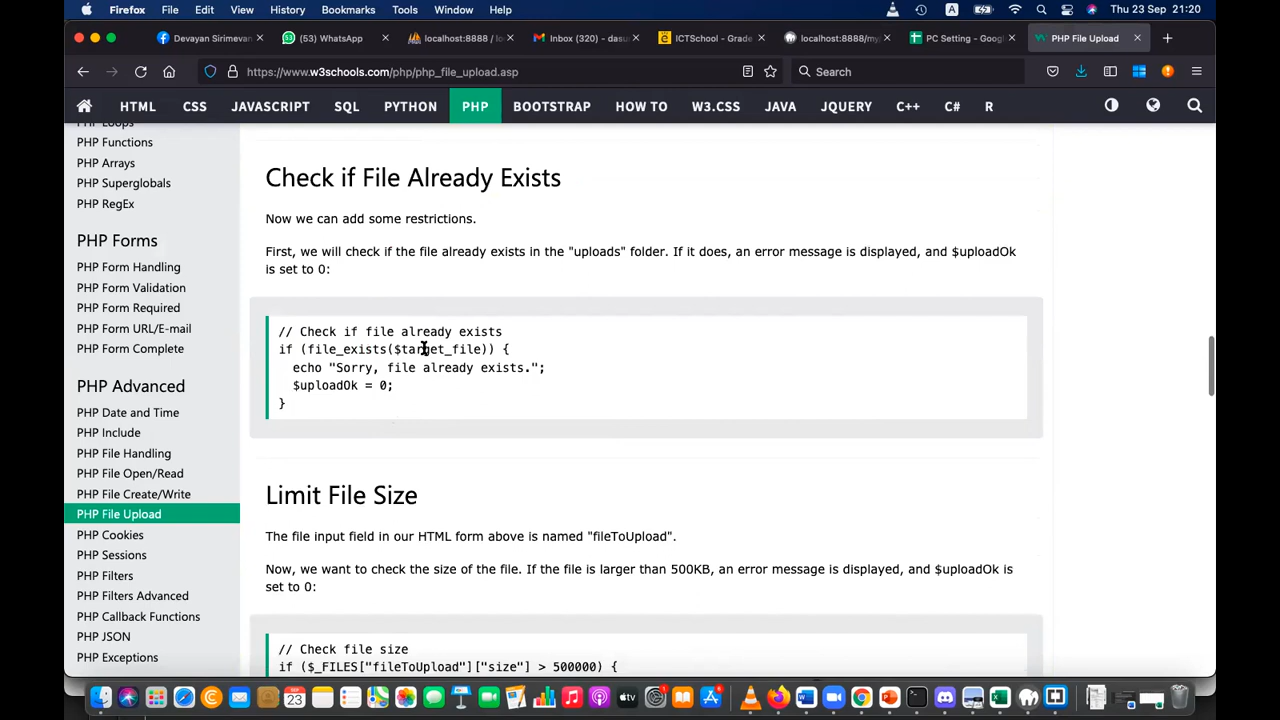 Firefox File Edit View History Bookmarks Tools Window Help Thu 23 Sep 21:20
Devayan Sirimevan (53) WhatsApp localhost:8888 / lo Inbox (320) - dasu ICTSchool - Grade localhost:8888/my PC Setting - Googl PHP File Upload
https://www.w3schools.com/php/php_file_upload.asp Search
HTML CSS JAVASCRIPT SQL PYTHON PHP BOOTSTRAP HOW TO W3.CSS JAVA JQUERY C++ C# R
PHP Loops
PHP Functions
PHP Arrays
PHP Superglobals
PHP RegEx
PHP Forms
PHP Form Handling
PHP Form Validation
PHP Form Required
PHP Form URL/E-mail
PHP Form Complete
PHP Advanced
PHP Date and Time
PHP Include
PHP File Handling
PHP File Open/Read
PHP File Create/Write
PHP File Upload
PHP Cookies
PHP Sessions
PHP Filters
PHP Filters Advanced
PHP Callback Functions
PHP JSON
PHP Exceptions
Check if File Already Exists
Now we can add some restrictions.
First, we will check if the file already exists in the "uploads" folder. If it does, an error message is displayed, and $uploadOk
is set to 0:
// Check if file already exists
if (file_exists($target_file)) {
echo "Sorry, file already exists.";
$uploadOk = 0;
}
Limit File Size
The file input field in our HTML form above is named "fileToUpload".
Now, we want to check the size of the file. If the file is larger than 500KB, an error message is displayed, and $uploadOk is
set to 0:
// Check file size
if ($_FILES["fileToUpload"]["size"] > 500000) {